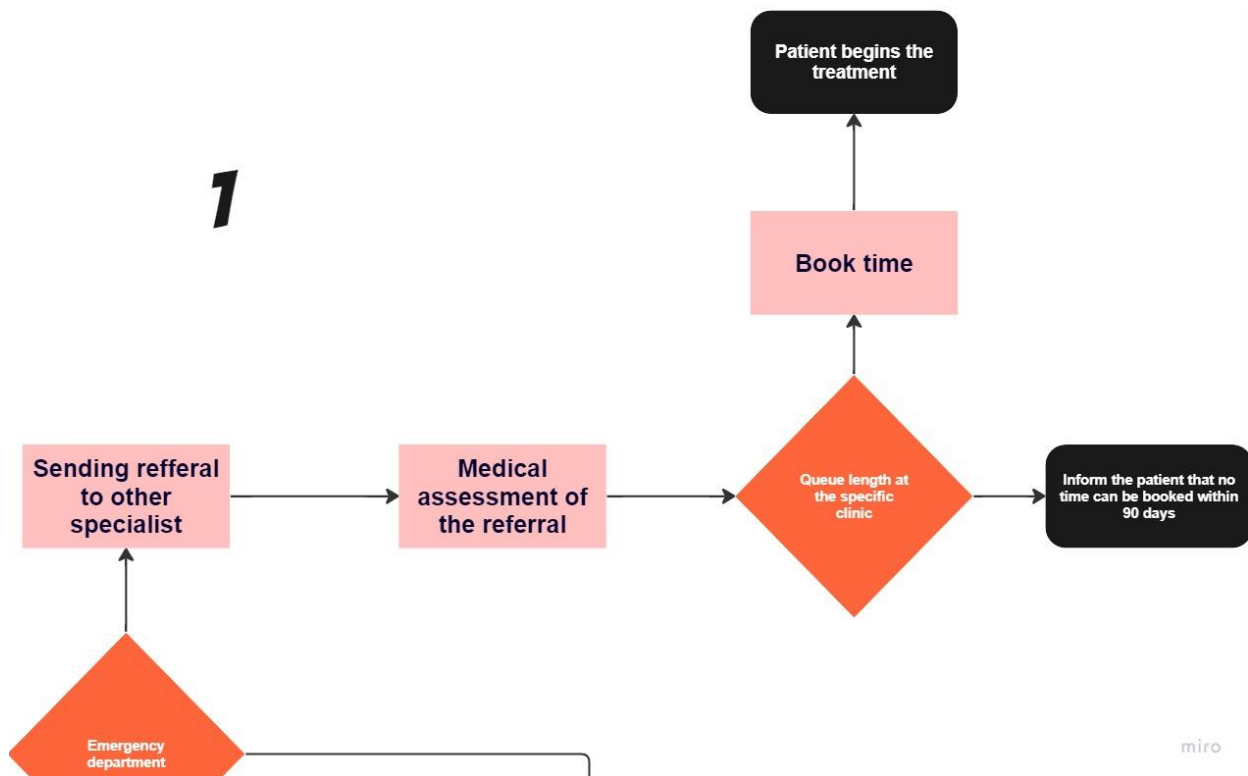 Patient begins the
treatment
1
Book time
Sending refferal
to other
specialist
Medical
assessment of
the referral
Queue length at
the specific
clinic
Inform the patient that no
time can be booked within
90 days
Emergency
department
miro